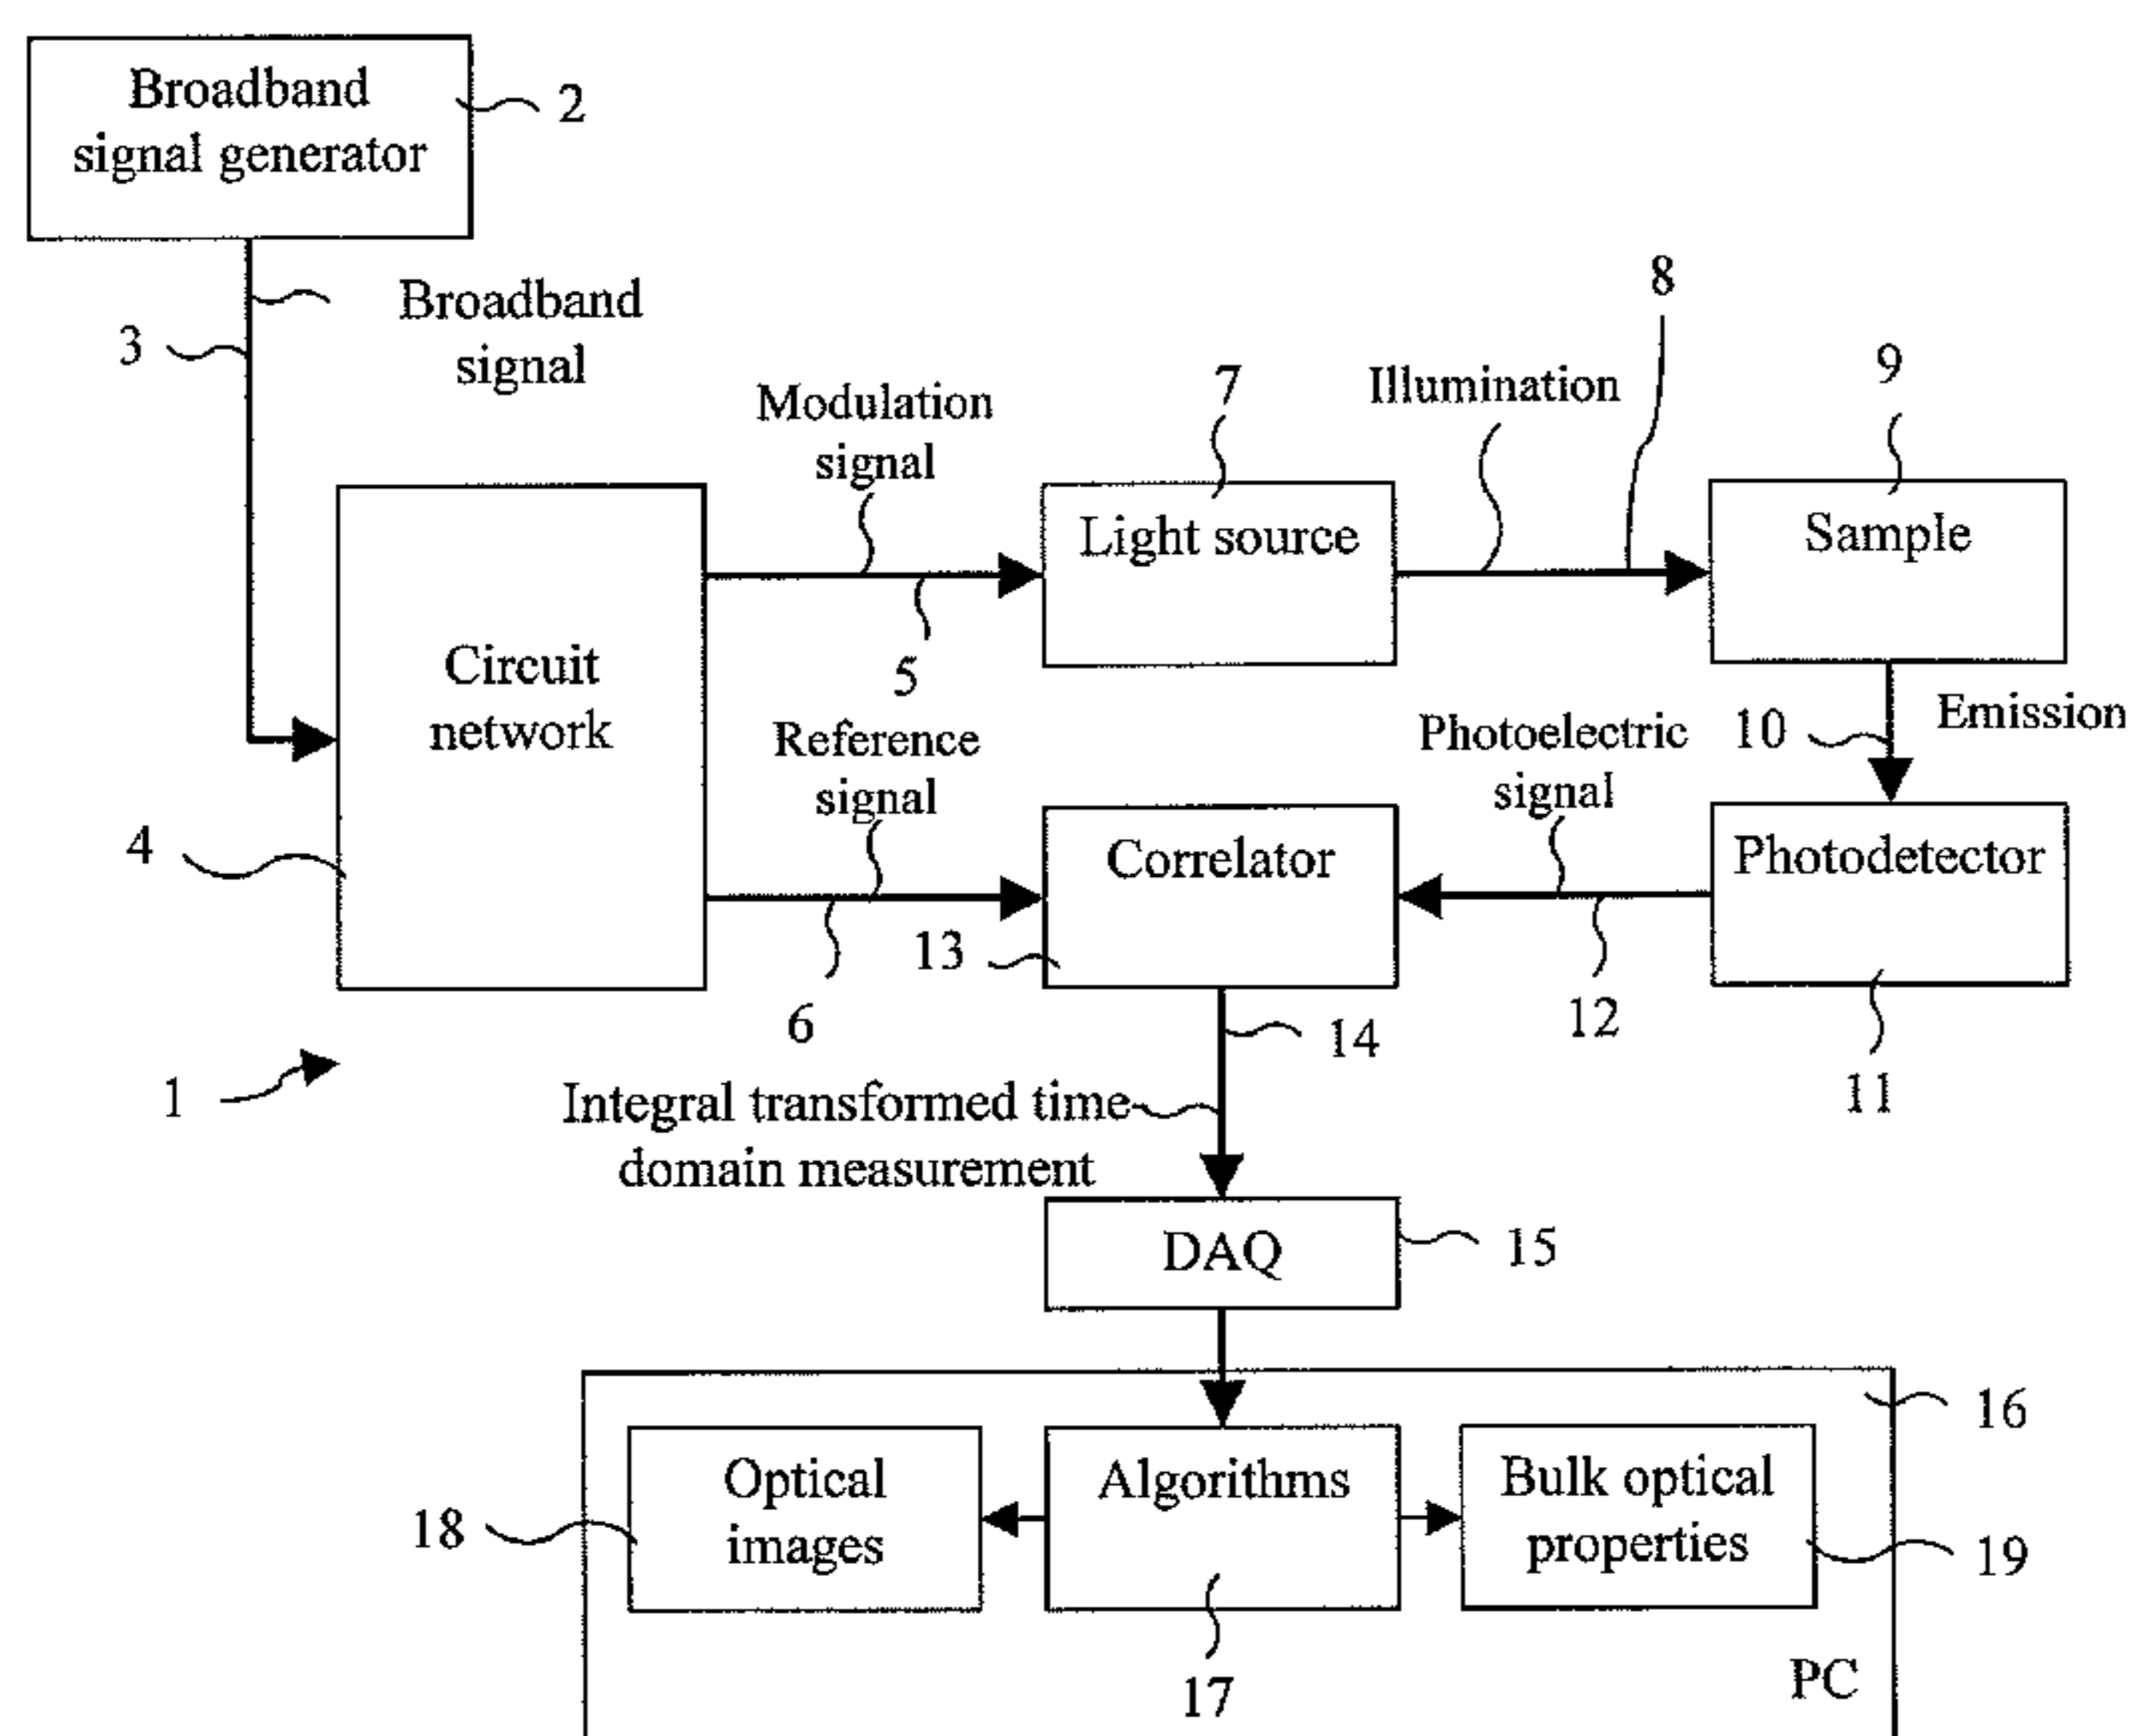 Broadband
signal generator
2
Broadband
signal
3
8
Modulation
signal
7
Illumination
9
Light source
Sample
Circuit
network
5
Reference
signal
Photoelectric
signal
10
Emission
4
Correlator
Photodetector
13
6
12
14
11
1
Integral transformed time
domain measurement
DAQ
15
16
Optical
images
Algorithms
Bulk optical
properties
18
19
17
PC